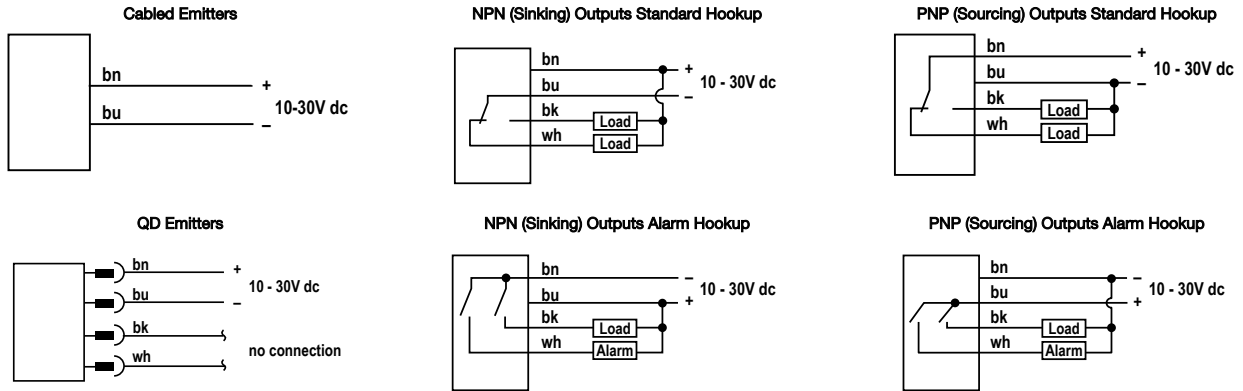 Cabled Emitters
bn
+
bu
–
10-30V dc
NPN (Sinking) Outputs Standard Hookup
bn
+
bu
–
10 - 30V dc
bk
Load
wh
Load
PNP (Sourcing) Outputs Standard Hookup
bn
+
bu
–
10 - 30V dc
bk
Load
wh
Load
QD Emitters
bn
+
bu
–
10 - 30V dc
bk
wh
no connection
NPN (Sinking) Outputs Alarm Hookup
bn
–
bu
+
10 - 30V dc
bk
Load
wh
Alarm
PNP (Sourcing) Outputs Alarm Hookup
bn
–
bu
+
10 - 30V dc
bk
Load
wh
Alarm